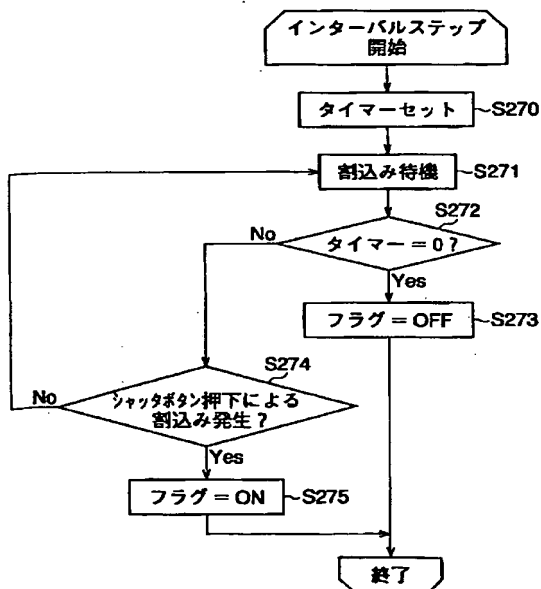 インターバルステップ
開始
タイマーセット
S270
割込み待機
S271
S272
タイマー = 0 ?
No
Yes
フラグ = OFF
S273
S274
シャッタボタン押下による
割込み発生 ?
No
Yes
フラグ = ON
S275
終了